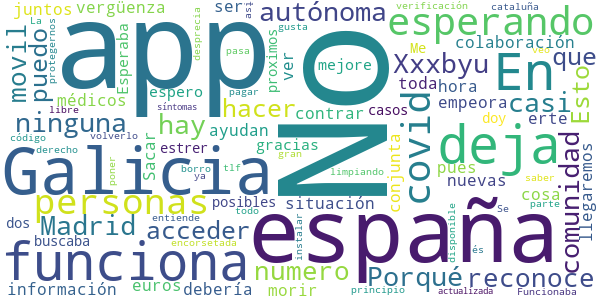 juntos vergüenza
ser
así
autónoma
verificación cataluña
La
protegernos
Esperaba
desprecia
app
NO
esperando
gusta
movil
puedo
pasa
mejore
Me
colaboración
próximos
ver
Xxxbyu
En
que
médicos
espero
pagar
toda
hora
ver
libre
síntomas
hacer
contrar
casos
empeora
casi
Esto
ninguna
hay
ayudan
covid
doy
erte
deja
código
derecho
volverlo
Sacar
estrer
gracias
conjunta
pues
nuevas
comunidad
Galicia
poner
borro
tlf
gran
limpiando
ya
saber
cosa
llegaremos
personas
posibles
situación
parte
dos
Madrid
acceder
entiende
todo
españa
Se
disponible
és
buscaba
funciona
encorsetada
numero
instalar
Porqué
reconoce
información
euros
debería
morir
principio
actualizada
Funcionaba